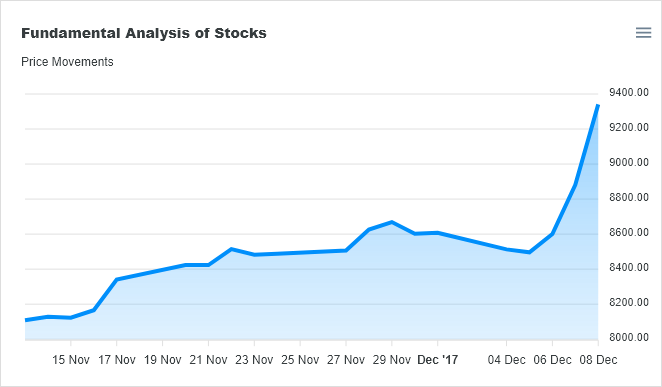 Fundamental Analysis of Stocks
Price Movements
9400.00
9200.00
9000.00
8800.00
8600.00
8400.00
8200.00
8000.00
15 Nov 17 Nov 19 Nov 21 Nov 23 Nov 25 Nov 27 Nov 29 Nov Dec '17 04 Dec 06 Dec 08 Dec